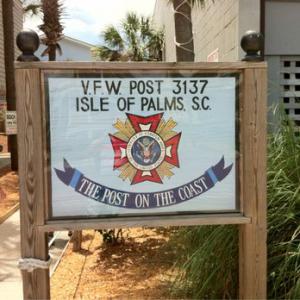 V.F.W. POST 3137
ISLE OF PALMS, S.C.
THE POST ON THE COAST